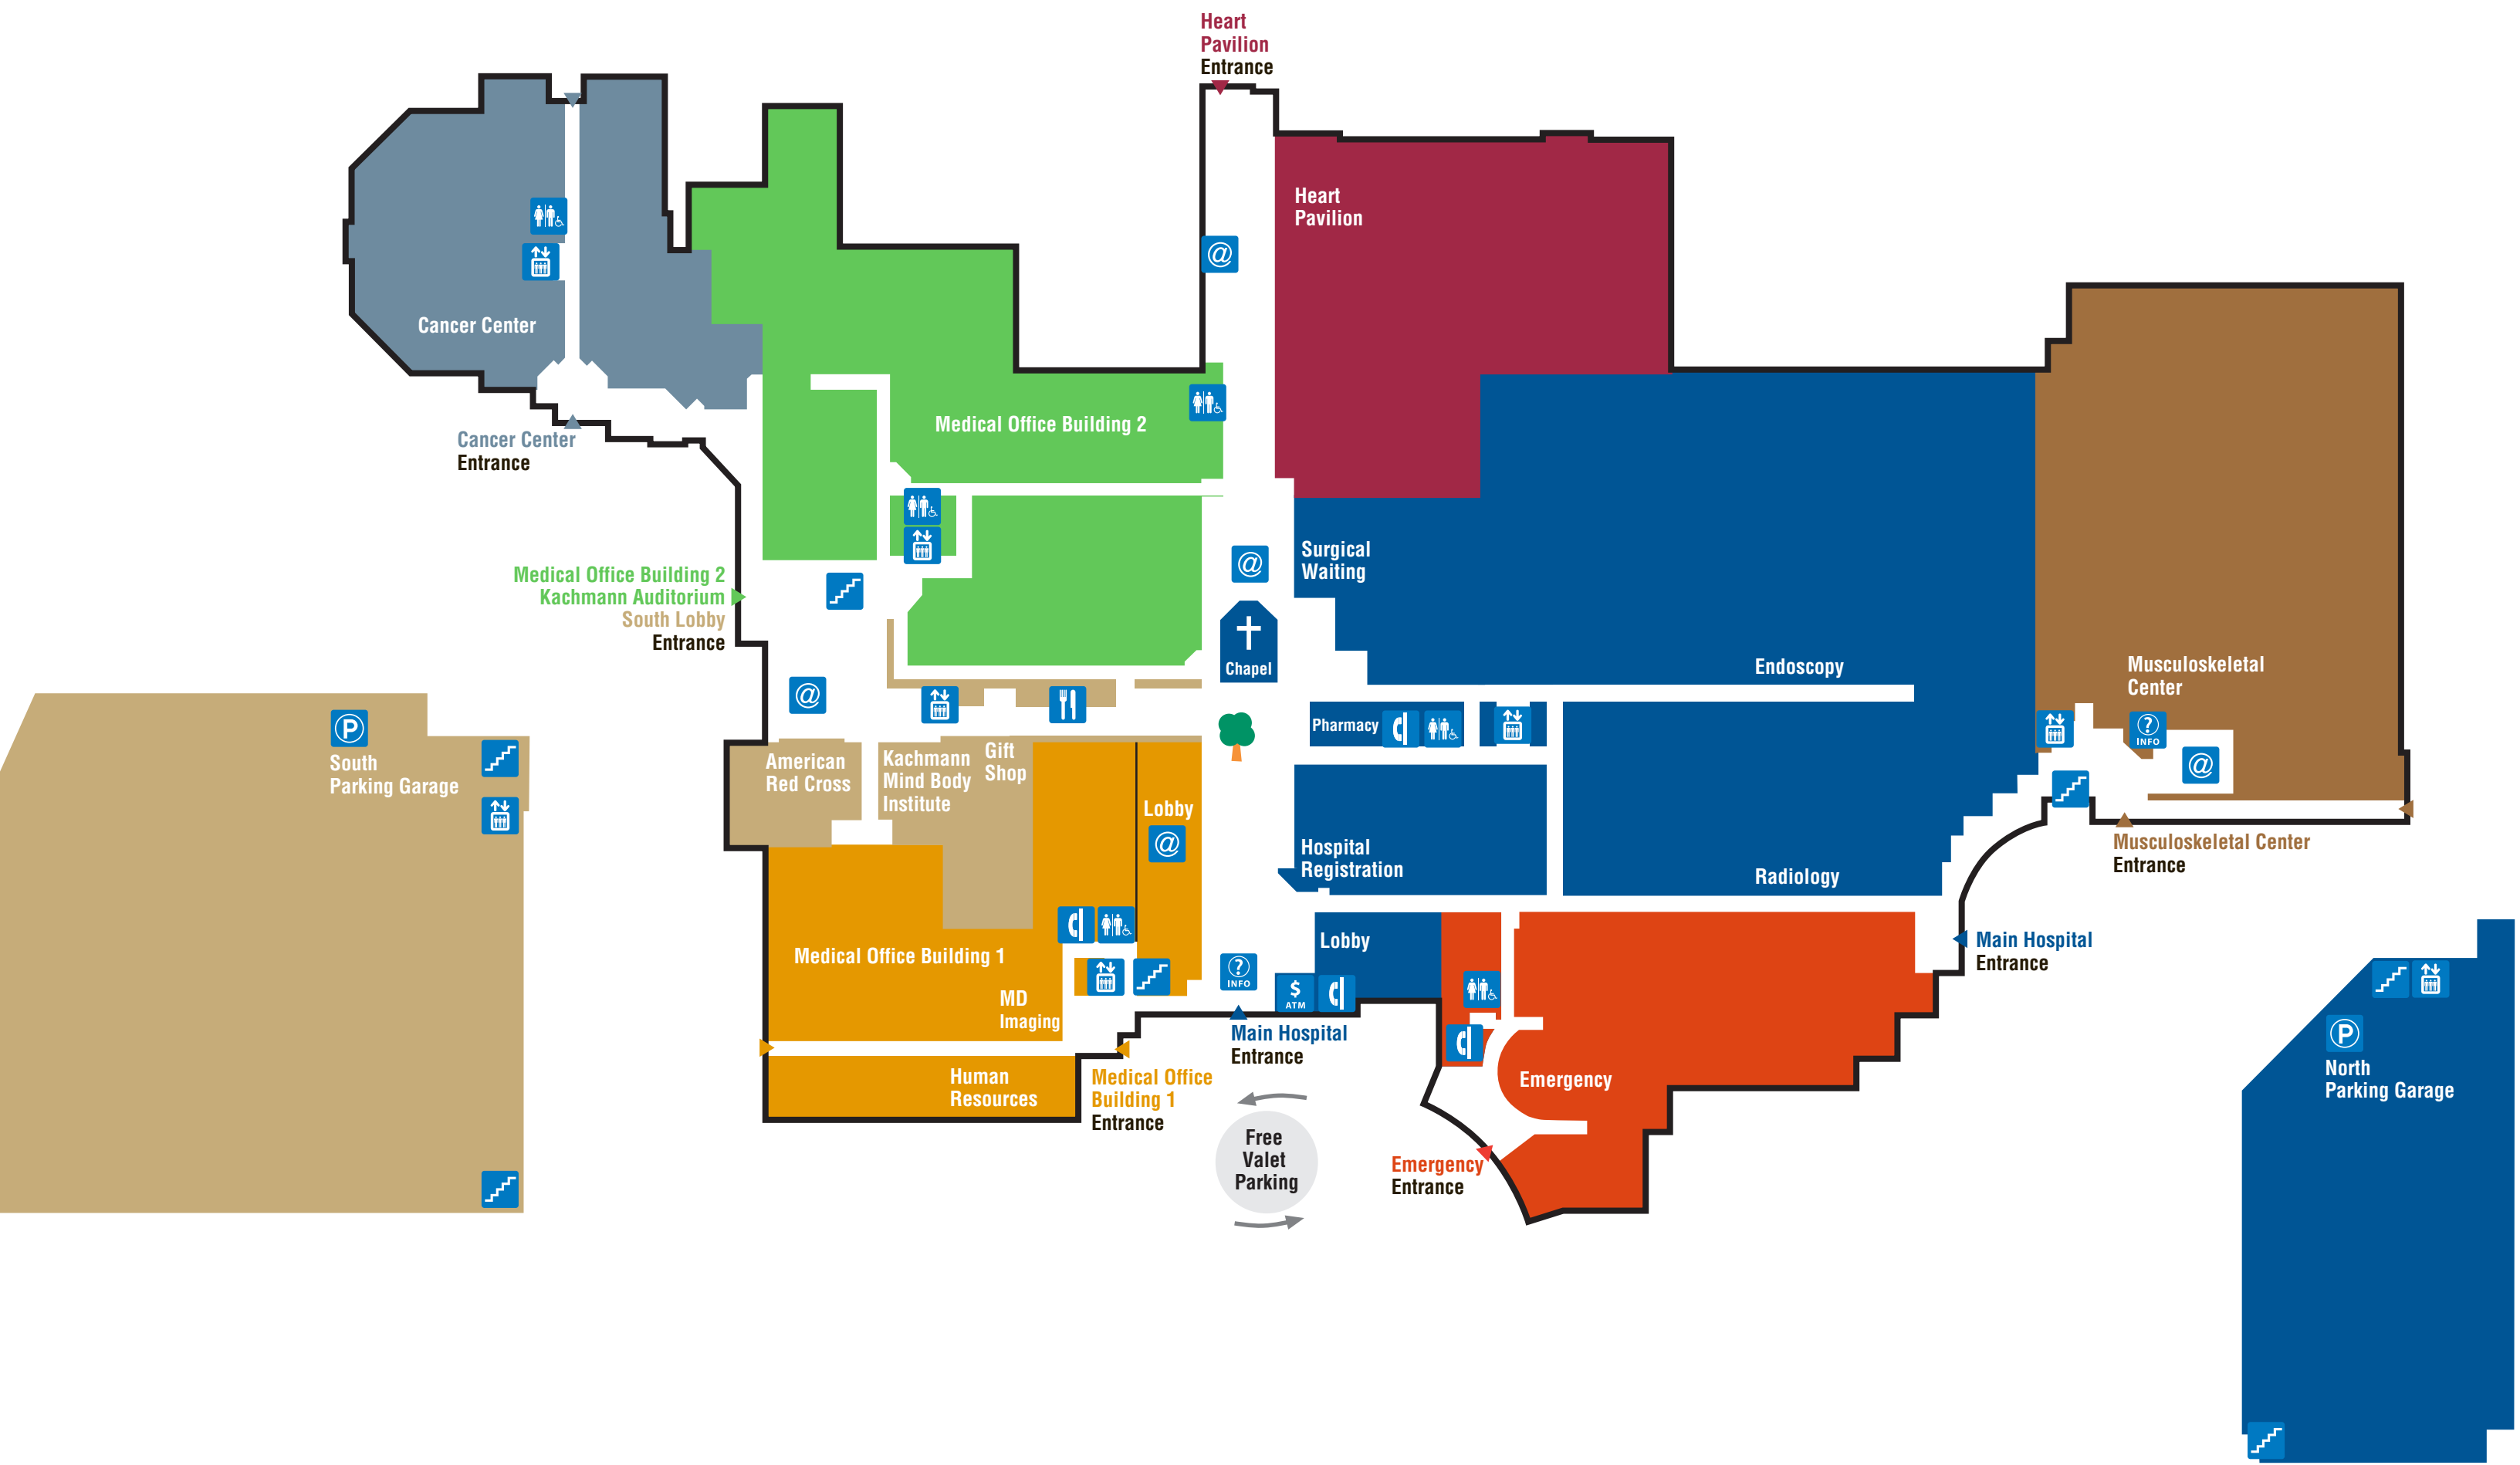 Heart
Pavilion
Entrance
Heart
Pavilion
Cancer Center
Cancer Center
Entrance
Medical Office Building 2
@
@
Surgical
Waiting
Medical Office Building 2
Kachmann Auditorium
South Lobby
Entrance
Chapel
Endoscopy
Musculoskeletal
Center
@
P
South
Parking Garage
American
Red Cross
Kachmann
Mind Body
Institute
Gift
Shop
Pharmacy
?
INFO
@
Lobby
@
Hospital
Registration
Radiology
Musculoskeletal Center
Entrance
Medical Office Building 1
MD
Imaging
?
INFO
Lobby
$
ATM
Main Hospital
Entrance
Main Hospital
Entrance
Human
Resources
Medical Office
Building 1
Entrance
Emergency
Emergency
Entrance
Free
Valet
Parking
P
North
Parking Garage